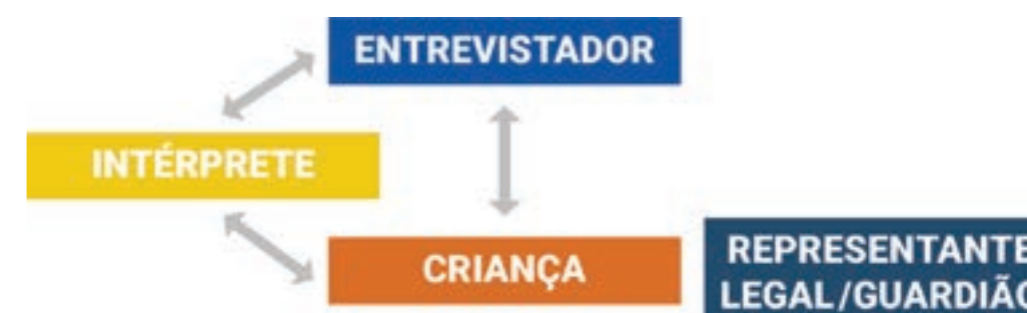 ENTREVISTADOR
INTÉRPRETE
CRIANÇA
REPRESENTANTE
LEGAL/GUARDIÃO